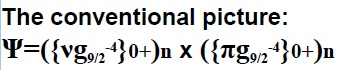 The conventional picture:
Ψ=({νg₉/₂⁻⁴}0+)n x ({πg₉/₂⁻⁴}0+)n